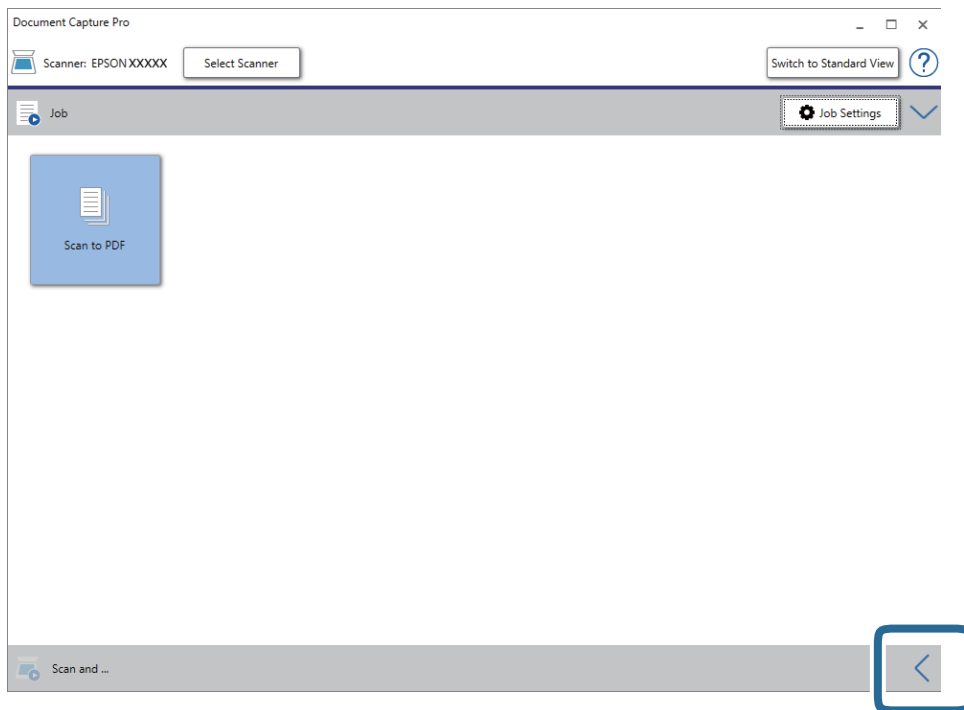 Document Capture Pro
Scanner: EPSON XXXXX Select Scanner Switch to Standard View ?
Job Job Settings
Scan to PDF
Scan and ...